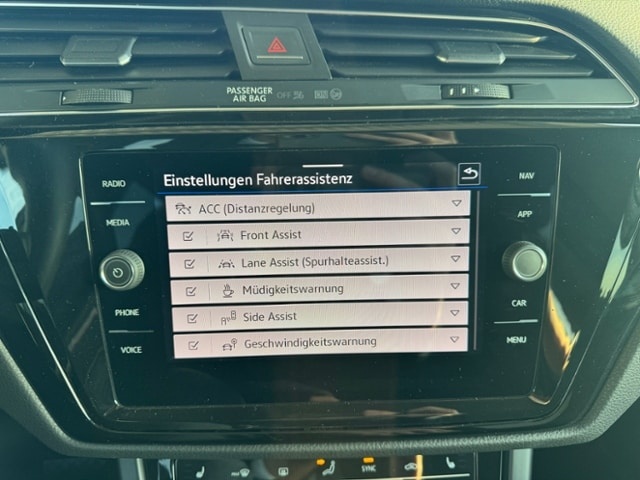 PASSENGER
AIR BAG
OFF
RADIO
MEDIA
PHONE
VOICE
Einstellungen Fahrerassistenz
ACC (Distanzregelung)
Front Assist
Lane Assist (Spurhalteassist.)
Müdigkeitswarnung
Side Assist
Geschwindigkeitswarnung
NAV
APP
CAR
MENU
SYNC